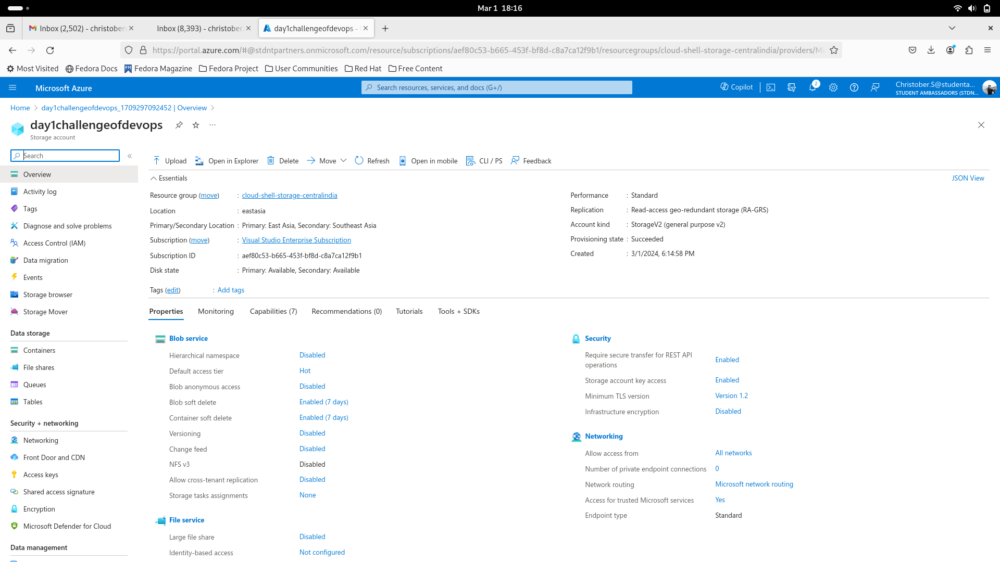 Mar 1 18:16
Inbox (2,502) - christobers
Inbox (8,393) - christober
day1challengeofdevops -
https://portal.azure.com/#@stdntpartners.onmicrosoft.com/resource/subscriptions/aef80c53-b665-453f-bf8d-c8a7ca12f9b1/resourcegroups/cloud-shell-storage-centralindia/providers/Mi
Most Visited
Fedora Docs
Fedora Magazine
Fedora Project
User Communities
Red Hat
Free Content
Microsoft Azure
Search resources, services, and docs (G+/)
Copilot
2
Christober.S@studenta...
STUDENT AMBASSADORS (STDN...
Home > day1challengeofdevops_1709297092452 | Overview >
day1challengeofdevops
Storage account
Search
Overview
Activity log
Tags
Diagnose and solve problems
Access Control (IAM)
Data migration
Events
Storage browser
Storage Mover
Data storage
Containers
File shares
Queues
Tables
Security + networking
Networking
Front Door and CDN
Access keys
Shared access signature
Encryption
Microsoft Defender for Cloud
Data management
Upload
Open in Explorer
Delete
Move
Refresh
Open in mobile
CLI / PS
Feedback
Essentials
JSON View
Resource group (move) : cloud-shell-storage-centralindia
Location : eastasia
Primary/Secondary Location : Primary: East Asia, Secondary: Southeast Asia
Subscription (move) : Visual Studio Enterprise Subscription
Subscription ID : aef80c53-b665-453f-bf8d-c8a7ca12f9b1
Disk state : Primary: Available, Secondary: Available
Performance : Standard
Replication : Read-access geo-redundant storage (RA-GRS)
Account kind : StorageV2 (general purpose v2)
Provisioning state : Succeeded
Created : 3/1/2024, 6:14:58 PM
Tags (edit) : Add tags
Properties
Monitoring
Capabilities (7)
Recommendations (0)
Tutorials
Tools + SDKs
Blob service
Hierarchical namespace Disabled
Default access tier Hot
Blob anonymous access Disabled
Blob soft delete Enabled (7 days)
Container soft delete Enabled (7 days)
Versioning Disabled
Change feed Disabled
NFS v3 Disabled
Allow cross-tenant replication Disabled
Storage tasks assignments None
File service
Large file share Disabled
Identity-based access Not configured
Security
Require secure transfer for REST API
operations Enabled
Storage account key access Enabled
Minimum TLS version Version 1.2
Infrastructure encryption Disabled
Networking
Allow access from All networks
Number of private endpoint connections 0
Network routing Microsoft network routing
Access for trusted Microsoft services Yes
Endpoint type Standard